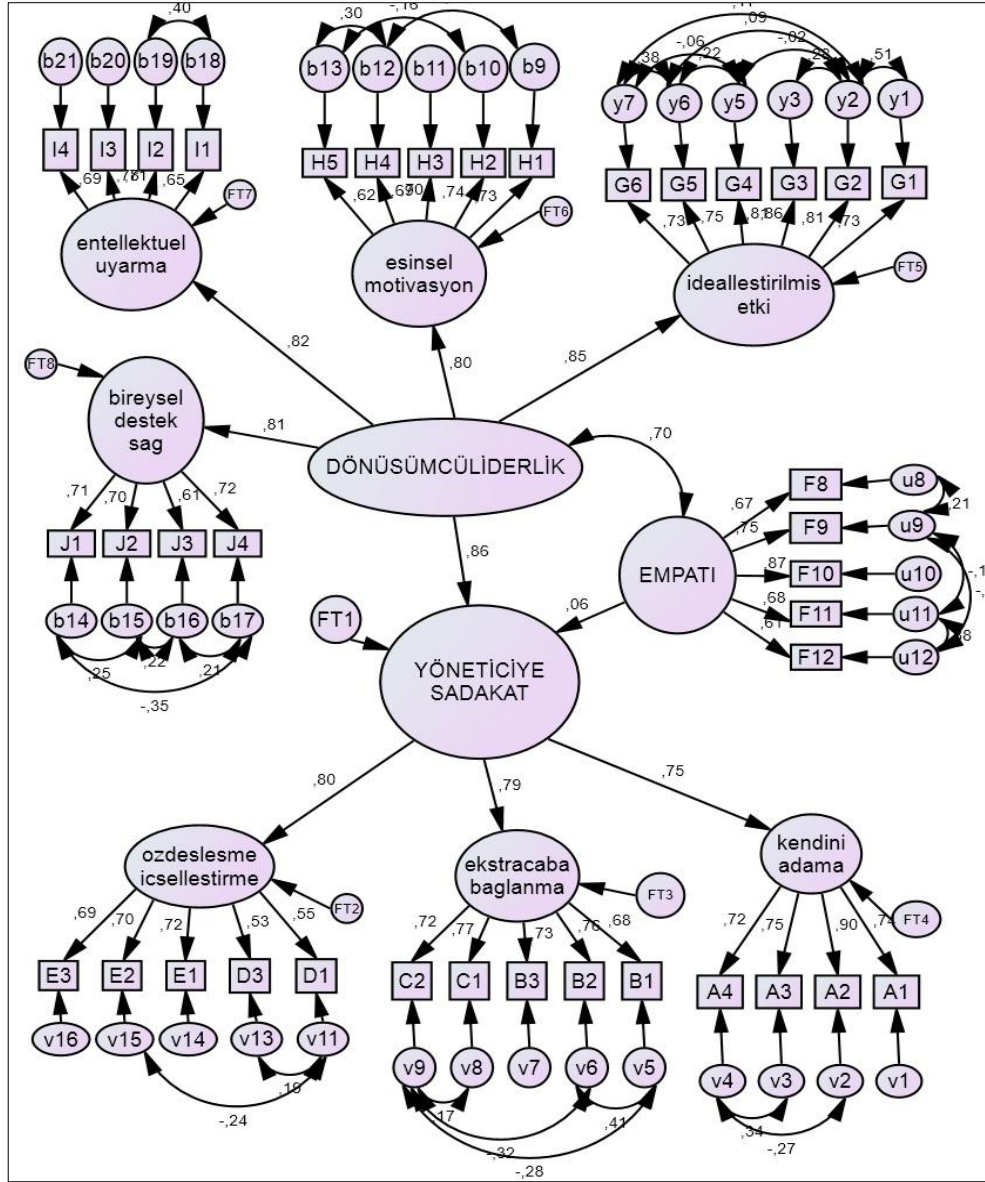 ,40
b21 b20 b19 b18
I4 I3 I2 I1
,69 ,81 ,65
FT7
entellektuel
uyarma
,30 -,16
b13 b12 b11 b10 b9
H5 H4 H3 H2 H1
,62 ,74 ,73
FT6
esinsel
motivasyon
,09
,38 -,06 ,22 -,02 ,28 ,51
y7 y6 y5 y3 y2 y1
G6 G5 G4 G3 G2 G1
,73 ,75 ,81 ,86 ,81 ,73
FT5
ideallestirilmis
etki
,82
,80
,85
FT8
bireysel
destek
sag
,81
,71 ,70 ,61 ,72
J1 J2 J3 J4
b14 b15 b16 b17
,25 ,22 ,21
-,35
DÖNÜSÜMCÜLİDERLİK
,70
,86
EMPATI
,06
,67 ,75 ,87 ,68 ,61
F8 u8
,21
F9 u9
F10 u10
F11 u11
F12 u12
FT1
YÖNETİCİYE
SADAKAT
,80
,79
,75
ozdeslesme
icsellestirme
FT2
,69 ,70 ,72 ,53 ,55
E3 E2 E1 D3 D1
v16 v15 v14 v13 v11
,19
-,24
ekstracaba
baglanma
FT3
,72 ,77 ,73 ,76 ,68
C2 C1 B3 B2 B1
v9 v8 v7 v6 v5
,17 ,41
-,32
-,28
kendini
adama
FT4
,72 ,75 ,90
A4 A3 A2 A1
v4 v3 v2 v1
,34
-,27